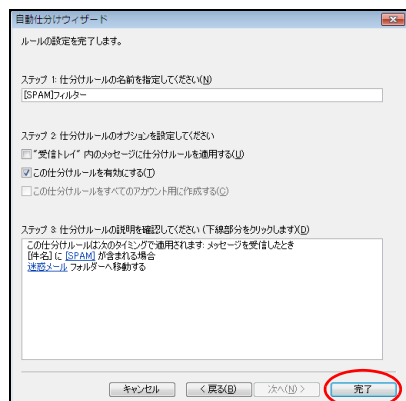 自動仕分けウィザード
ルールの設定を完了します。
ステップ 1: 仕分けルールの名前を指定してください(N)
[SPAM]フィルター
ステップ 2: 仕分けルールのオプションを設定してください
"受信トレイ" 内のメッセージに仕分けルールを適用する(U)
この仕分けルールを有効にする(T)
この仕分けルールをすべてのアカウント用に作成する(C)
ステップ 3: 仕分けルールの説明を確認してください (下線部分をクリックします)(D)
この仕分けルールは次のタイミングで適用されます: メッセージを受信したとき
[件名] に [SPAM] が含まれる場合
迷惑メール フォルダーへ移動する
キャンセル < 戻る(B) 次へ(N) > 完了